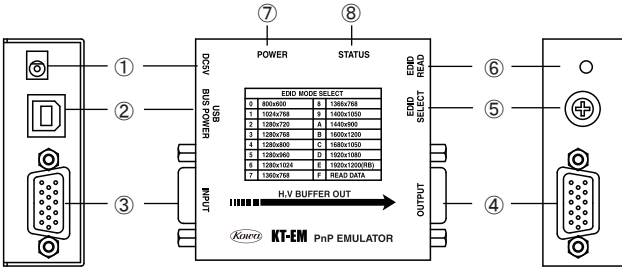 ⑦ ⑧
POWER STATUS
① DC5V
② USB BUS POWER
③ INPUT
EDID MODE SELECT
0 800x600 8 1366x768
1 1024x768 9 1400x1050
2 1280x720 A 1440x900
3 1280x768 B 1600x1200
4 1280x800 C 1680x1050
5 1280x960 D 1920x1080
6 1280x1024 E 1920x1200(RB)
7 1360x768 F READ DATA
H,V BUFFER OUT
Kowa KT-EM PnP EMULATOR
EDID READ ⑥
EDID SELECT ⑤
OUTPUT ④